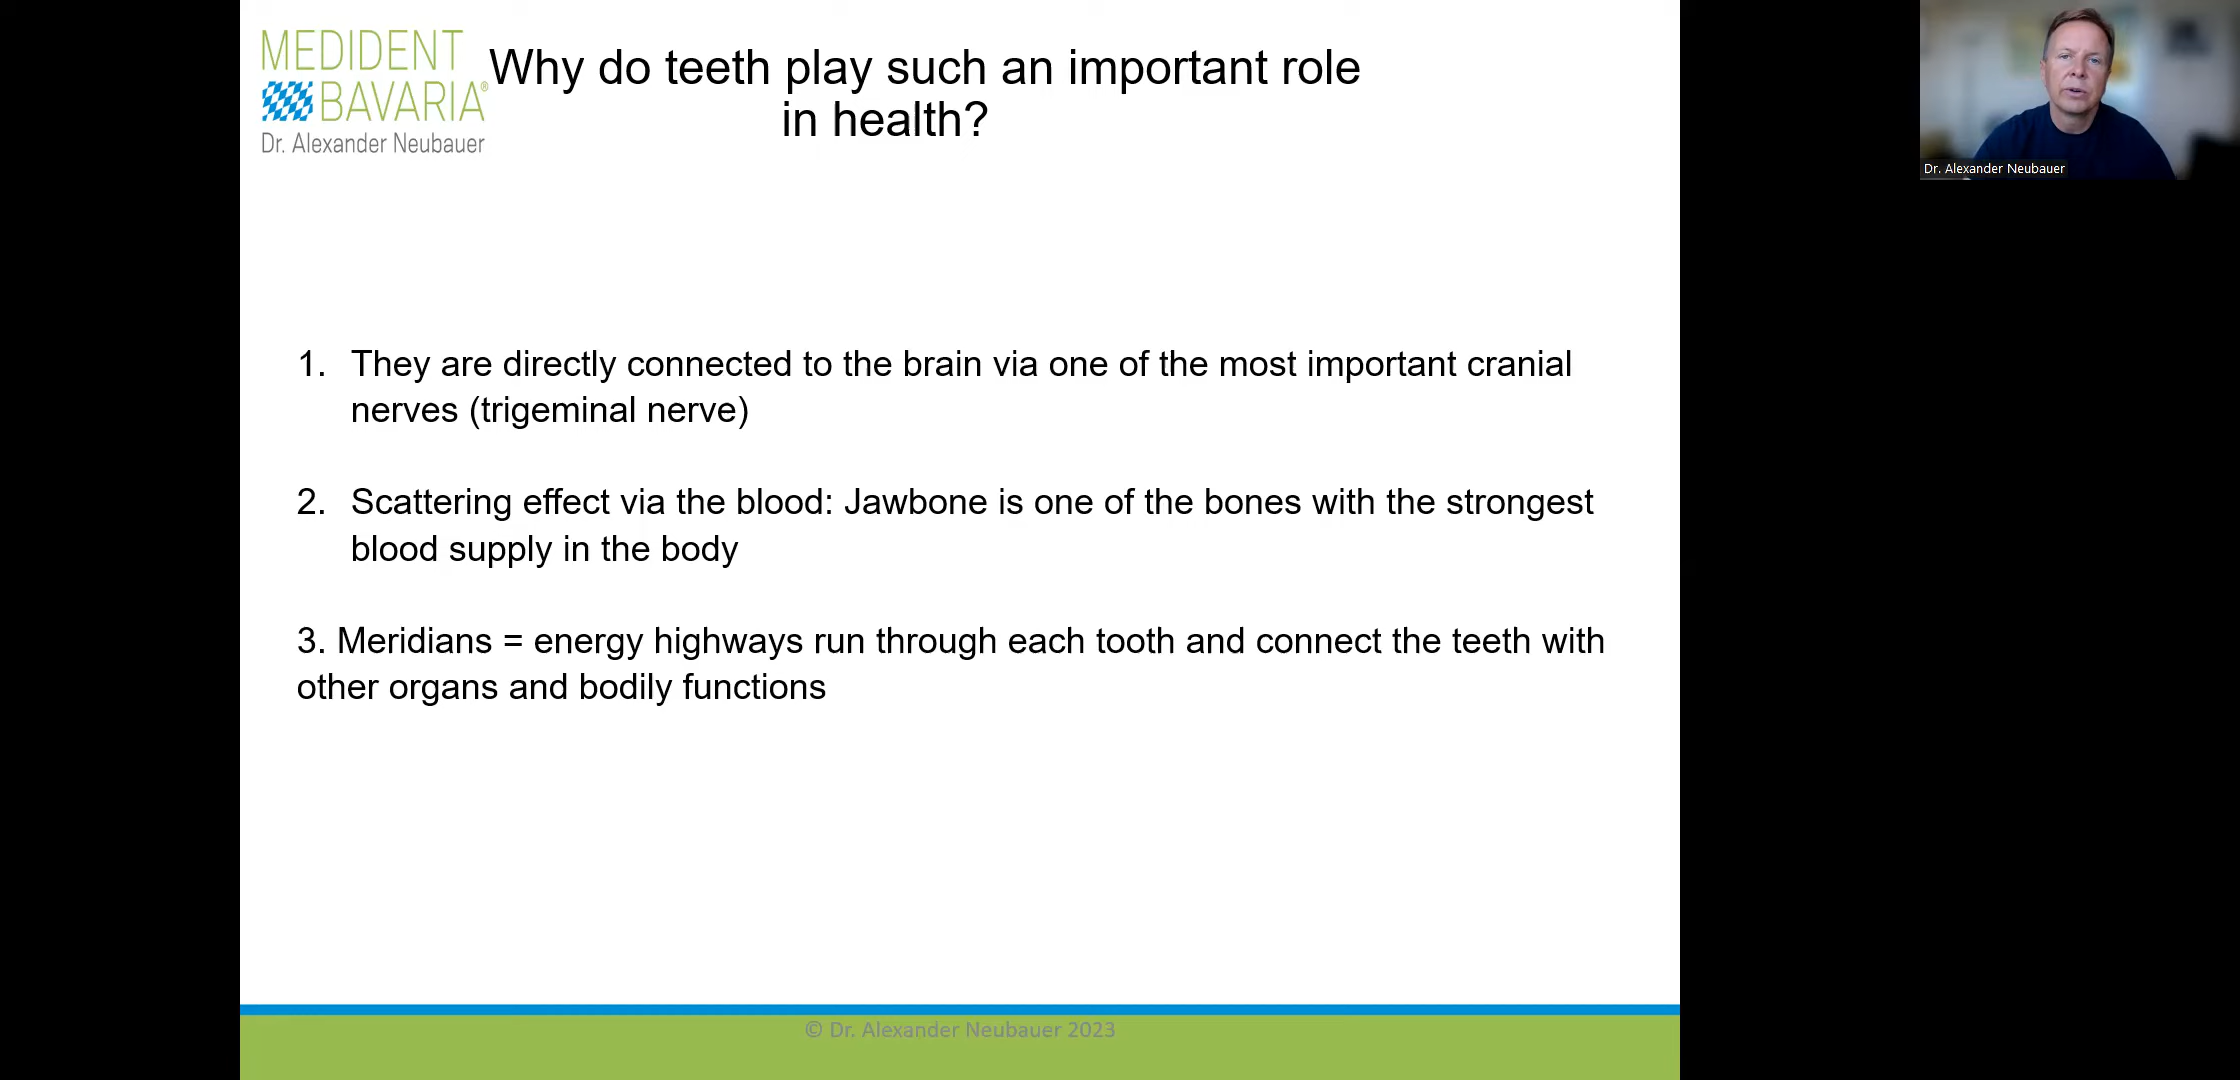 MEDIDENT
BAVARIA®
Dr. Alexander Neubauer
Why do teeth play such an important role
in health?
1. They are directly connected to the brain via one of the most important cranial
nerves (trigeminal nerve)
2. Scattering effect via the blood: Jawbone is one of the bones with the strongest
blood supply in the body
3. Meridians = energy highways run through each tooth and connect the teeth with
other organs and bodily functions
© Dr. Alexander Neubauer 2023
Dr. Alexander Neubauer